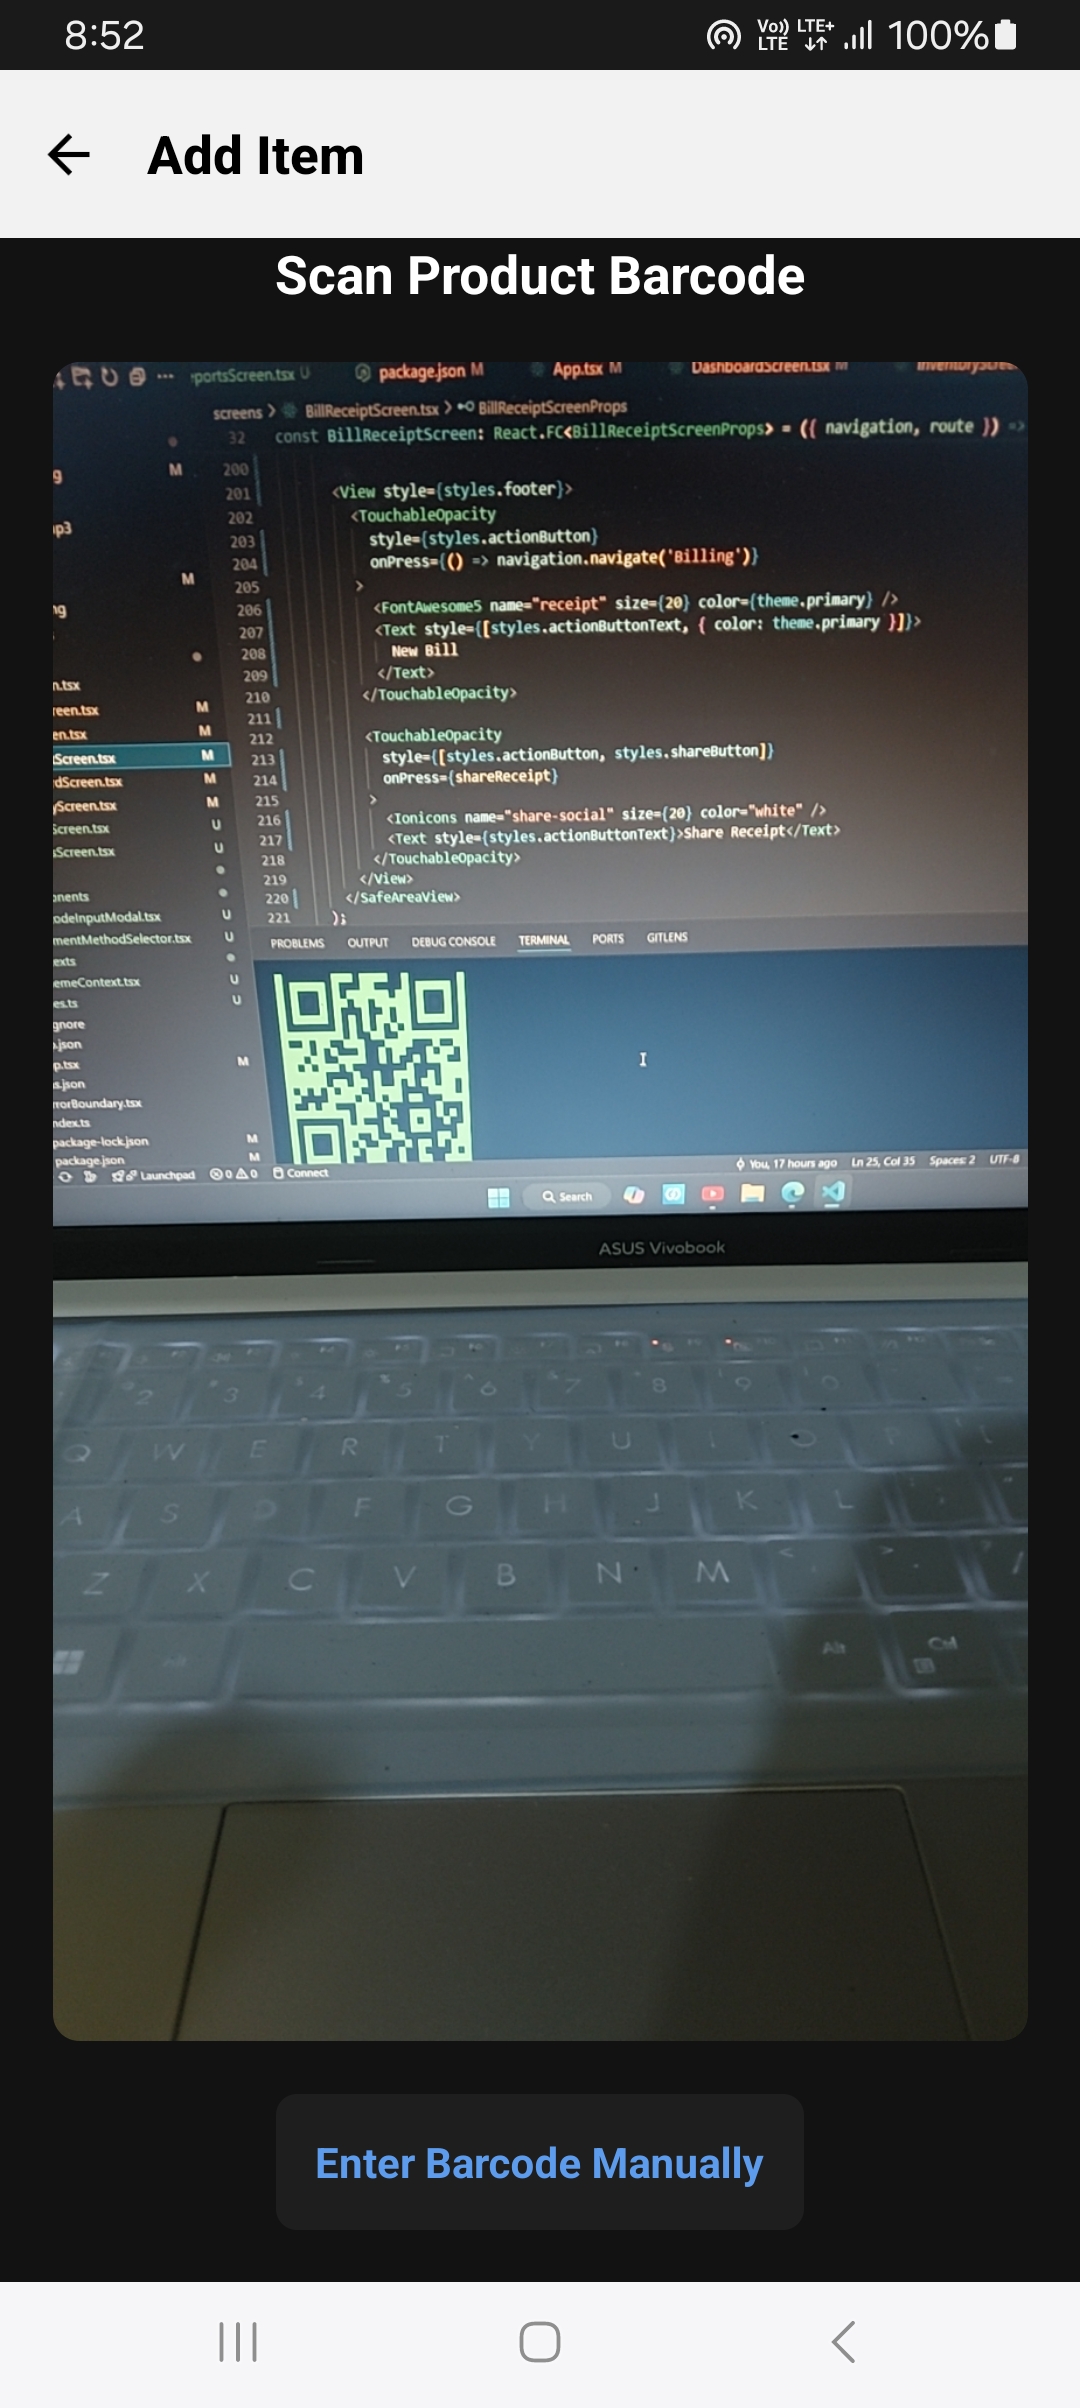 8:52
Vo)) LTE
LTE+
100%
Add Item
Scan Product Barcode
portsScreen.tsx U
package.json M
App.tsx M
DashboardScreen.tsx M
screens > BillReceiptScreen.tsx > BillReceiptScreenProps
32 const BillReceiptScreen: React.FC<BillReceiptScreenProps> = ({ navigation, route }) =>
M
200
201 <View style={styles.footer}>
202 <TouchableOpacity
p3
203 style={styles.actionButton}
204 onPress={() => navigation.navigate('Billing')}
M
205 >
206 <FontAwesome5 name="receipt" size={20} color={theme.primary} />
207 <Text style={[styles.actionButtonText, { color: theme.primary }]}>
208 New Bill
209 </Text>
n.tsx
210 </TouchableOpacity>
reen.tsx M
211
en.tsx M
212 <TouchableOpacity
Screen.tsx M
213 style={[styles.actionButton, styles.shareButton]}
dScreen.tsx M
214 onPress={shareReceipt}
yScreen.tsx M
215 >
216 <Ionicons name="share-social" size={20} color="white" />
Screen.tsx U
217 <Text style={styles.actionButtonText}>Share Receipt</Text>
sScreen.tsx U
218 </TouchableOpacity>
219 </View>
onents
220 </SafeAreaView>
odeInputModal.tsx U
221 );
mentMethodSelector.tsx U
PROBLEMS OUTPUT DEBUG CONSOLE TERMINAL PORTS GITLENS
exts
emeContext.tsx U
es.ts U
gnore
.json
p.tsx M
s.json
rorBoundary.tsx
ndex.ts
package-lock.json M
package.json M
Launchpad 0 0 Connect
You, 17 hours ago Ln 25, Col 35 Spaces: 2 UTF-8
Search
ASUS Vivobook
2 3 4 5 6 7 8 9 0
Q W E R T Y U I O P
A S D F G H J K L
Z X C V B N M
Alt Alt Ctrl
Enter Barcode Manually